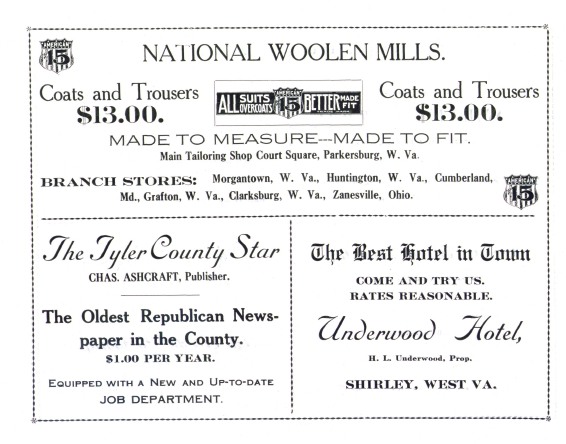 AMERICAN
15
NATIONAL WOOLEN MILLS.
Coats and Trousers
$13.00.
ALL SUITS OVERCOATS AMERICAN 15 BETTER MADE FIT
Coats and Trousers
$13.00.
MADE TO MEASURE---MADE TO FIT.
Main Tailoring Shop Court Square, Parkersburg, W. Va.
BRANCH STORES: Morgantown, W. Va., Huntington, W. Va., Cumberland,
Md., Grafton, W. Va., Clarksburg, W. Va., Zanesville, Ohio.
AMERICAN
15
The Tyler County Star
CHAS. ASHCRAFT, Publisher.
The Oldest Republican News-
paper in the County.
$1.00 PER YEAR.
EQUIPPED WITH A NEW AND UP-TO-DATE
JOB DEPARTMENT.
The Best Hotel in Town
COME AND TRY US.
RATES REASONABLE.
Underwood Hotel,
H. L. Underwood, Prop.
SHIRLEY, WEST VA.